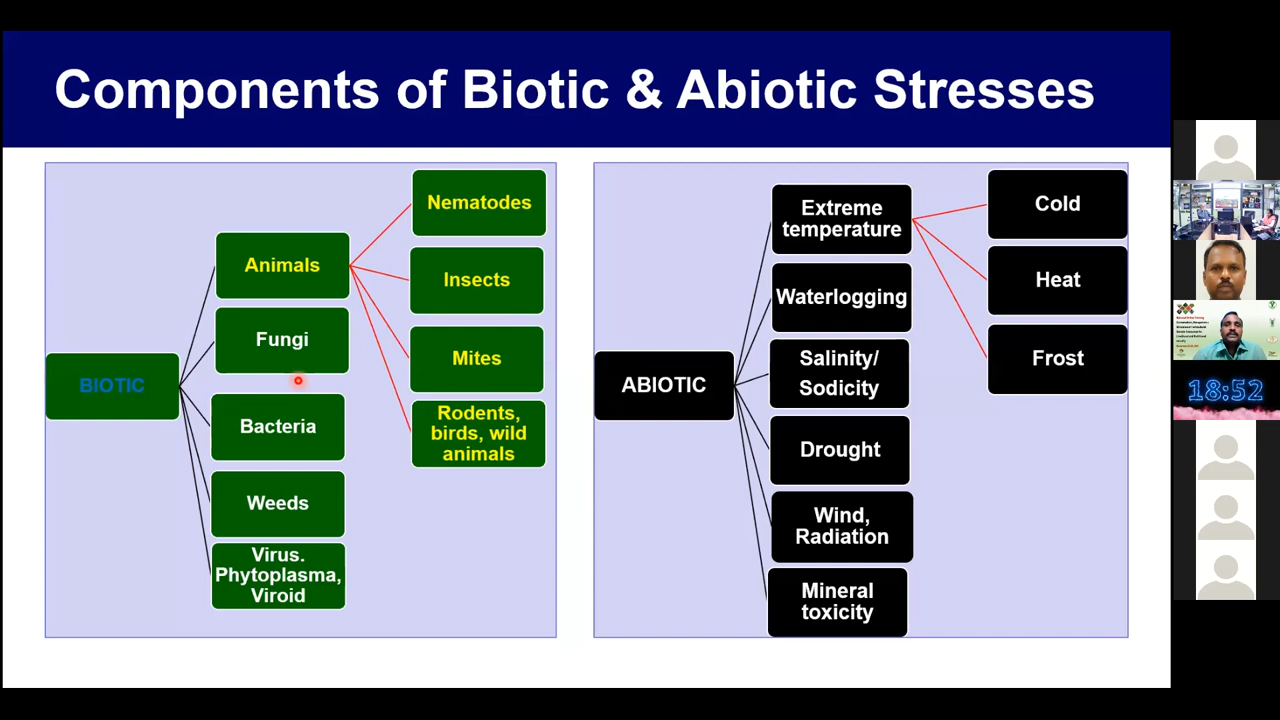 Components of Biotic & Abiotic Stresses
BIOTIC
Animals
Fungi
Bacteria
Weeds
Virus.
Phytoplasma,
Viroid
Nematodes
Insects
Mites
Rodents,
birds, wild
animals
ABIOTIC
Extreme
temperature
Waterlogging
Salinity/
Sodicity
Drought
Wind,
Radiation
Mineral
toxicity
Cold
Heat
Frost
18:52